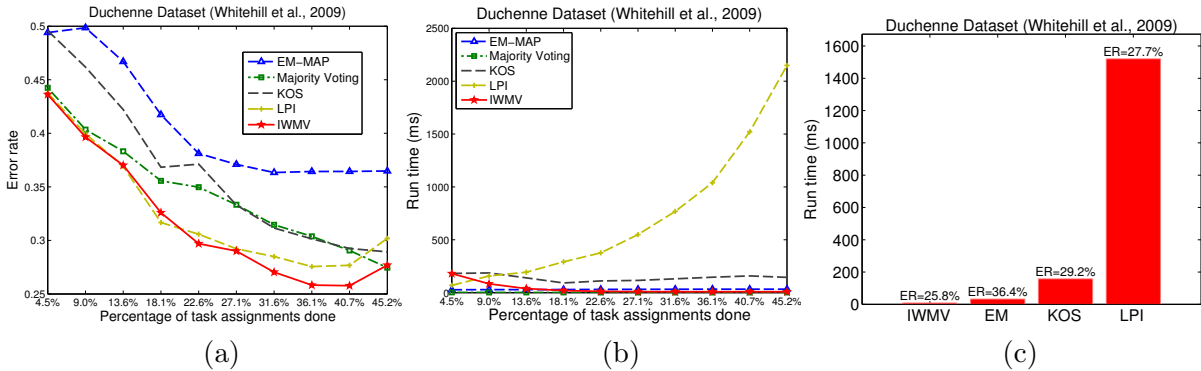 Duchenne Dataset (Whitehill et al., 2009)
0.5
0.45
0.4
0.35
0.3
0.25
Error rate
EM−MAP
Majority Voting
KOS
LPI
IWMV
4.5% 9.0% 13.6% 18.1% 22.6% 27.1% 31.6% 36.1% 40.7% 45.2%
Percentage of task assignments done
(a)
Duchenne Dataset (Whitehill et al., 2009)
2500
2000
1500
1000
500
0
Run time (ms)
EM−MAP
Majority Voting
KOS
LPI
IWMV
4.5% 9.0% 13.6% 18.1% 22.6% 27.1% 31.6% 36.1% 40.7% 45.2%
Percentage of task assignments done
(b)
Duchenne Dataset (Whitehill et al., 2009)
1600
1400
1200
1000
800
600
400
200
0
Run time (ms)
ER=25.8%
ER=36.4%
ER=29.2%
ER=27.7%
IWMV EM KOS LPI
(c)